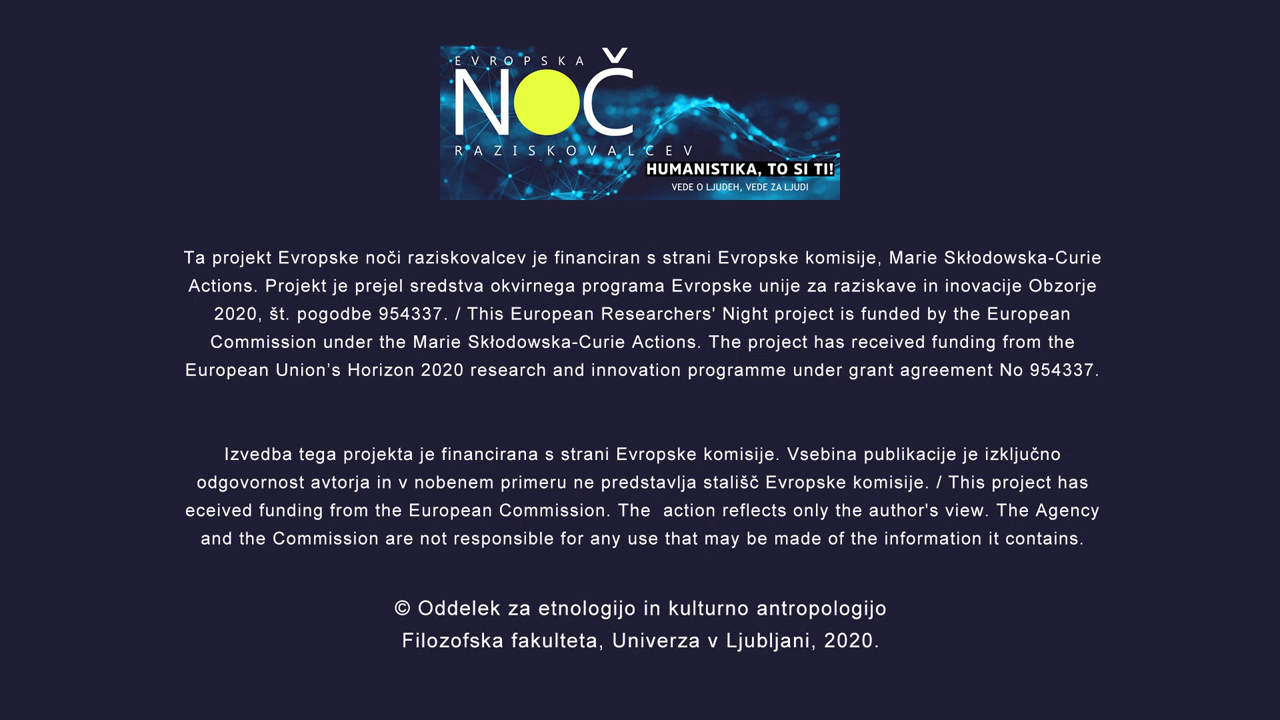 EVROPSKA
NOČ
RAZISKOVALCEV
HUMANISTIKA, TO SI TI!
VEDE O LJUDEH, VEDE ZA LJUDI
Ta projekt Evropske noči raziskovalcev je financiran s strani Evropske komisije, Marie Skłodowska-Curie
Actions. Projekt je prejel sredstva okvirnega programa Evropske unije za raziskave in inovacije Obzorje
2020, št. pogodbe 954337. / This European Researchers' Night project is funded by the European
Commission under the Marie Skłodowska-Curie Actions. The project has received funding from the
European Union’s Horizon 2020 research and innovation programme under grant agreement No 954337.
Izvedba tega projekta je financirana s strani Evropske komisije. Vsebina publikacije je izključno
odgovornost avtorja in v nobenem primeru ne predstavlja stališč Evropske komisije. / This project has
eceived funding from the European Commission. The  action reflects only the author's view. The Agency
and the Commission are not responsible for any use that may be made of the information it contains.
© Oddelek za etnologijo in kulturno antropologijo
Filozofska fakulteta, Univerza v Ljubljani, 2020.